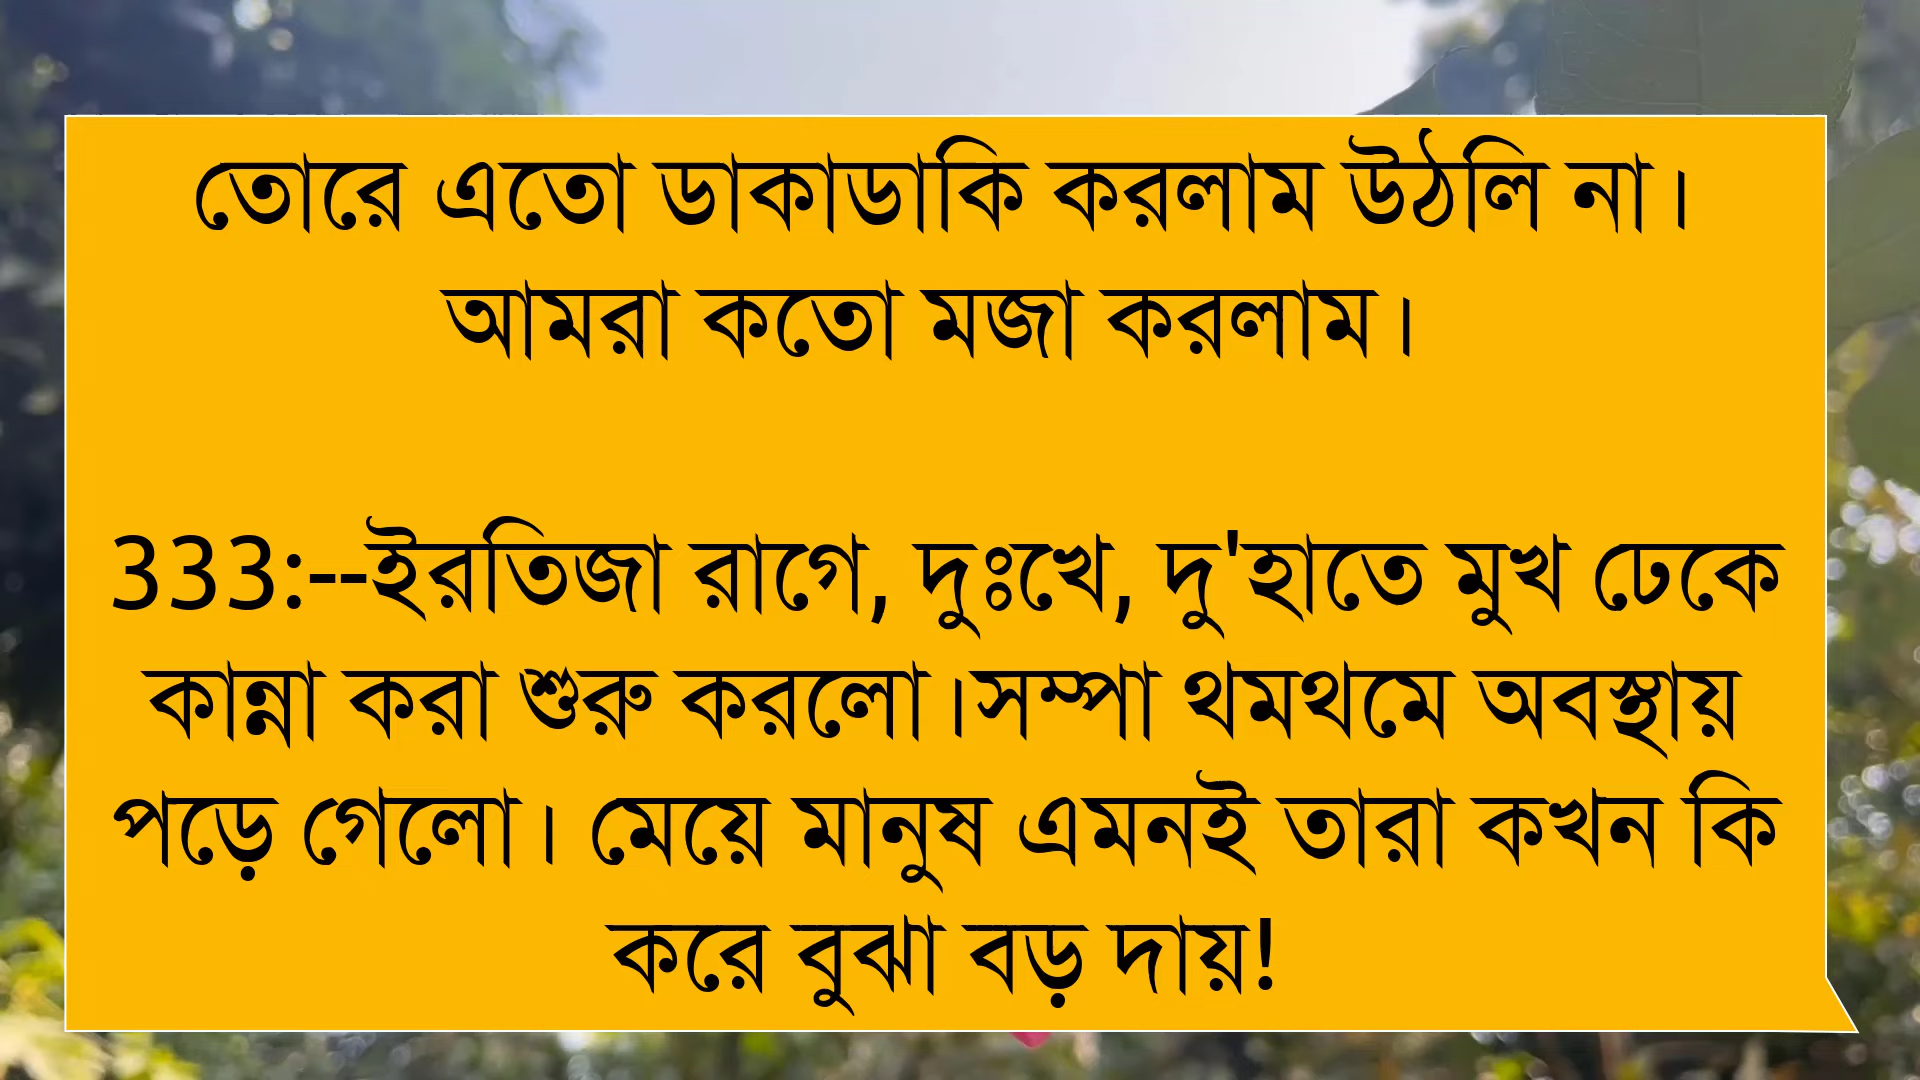 তোরে এতো ডাকাডাকি করলাম উঠলি না।
আমরা কতো মজা করলাম।
333:--ইরতিজা রাগে, দুঃখে, দু'হাতে মুখ ঢেকে
কান্না করা শুরু করলো।সম্পা থমথমে অবস্থায়
পড়ে গেলো। মেয়ে মানুষ এমনই তারা কখন কি
করে বুঝা বড় দায়!